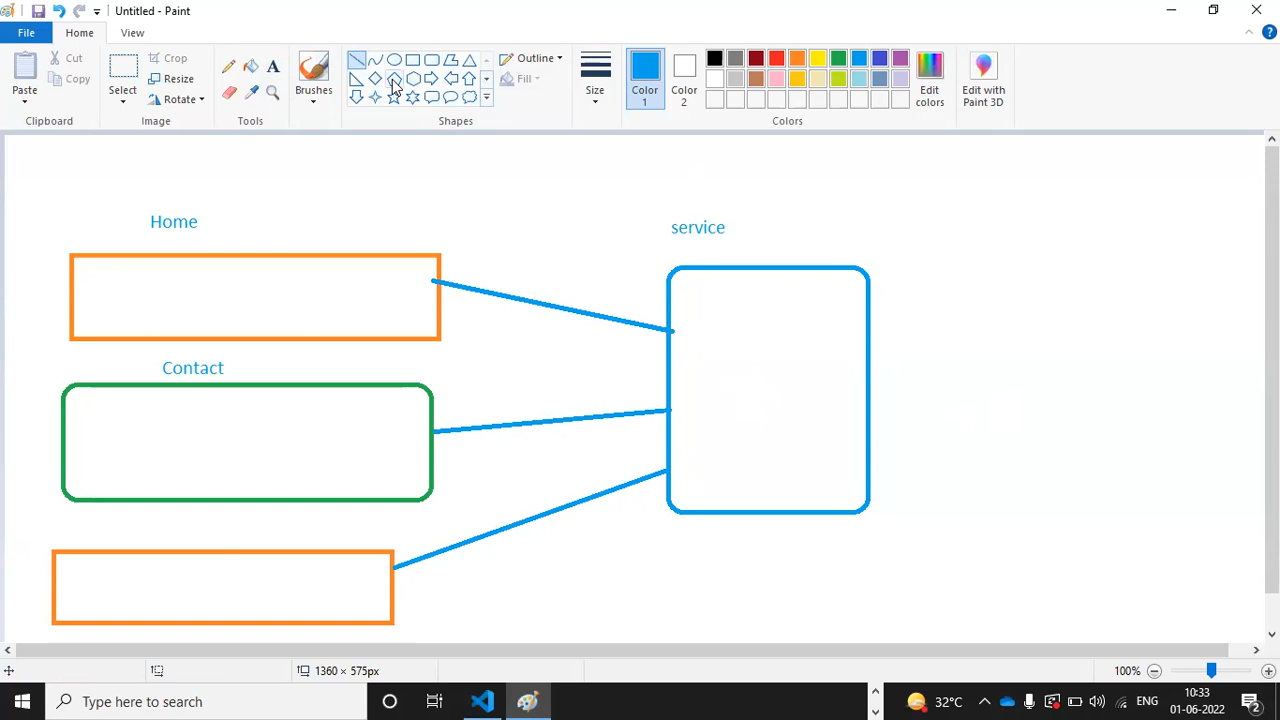 Untitled - Paint
File
Home
View
Paste
Cut
Copy
Clipboard
Select
Crop
Resize
Rotate
Image
A
Tools
Brushes
Outline
Fill
Shapes
Size
Color
1
Color
2
Edit
colors
Colors
Edit with
Paint 3D
Home
service
Contact
1360 × 575px
100%
Type here to search
32°C
ENG
10:33
01-06-2022
2